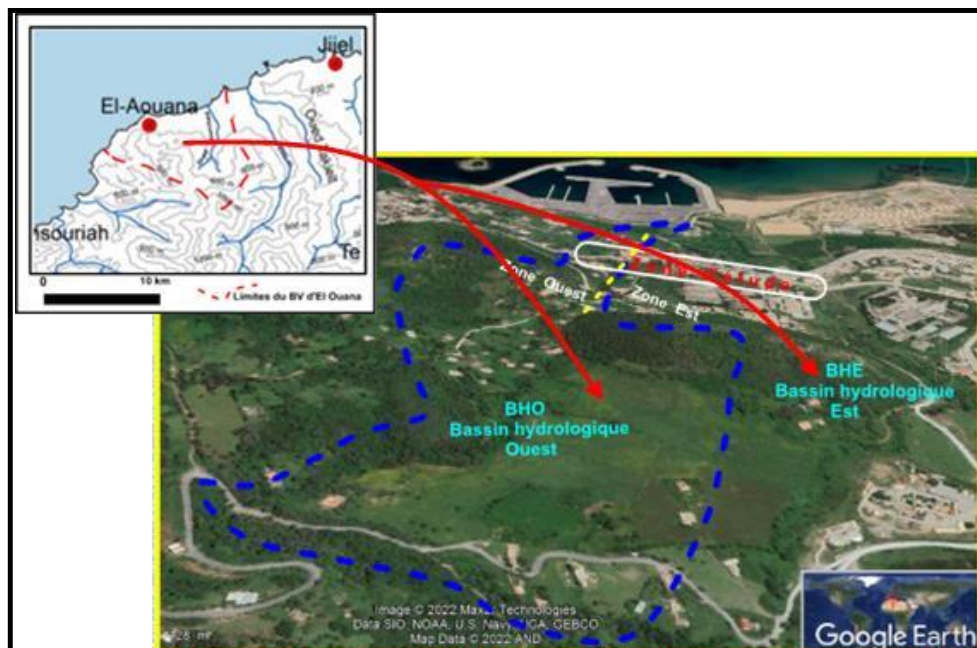 Jijel
El-Aouana
nsouriah
Te
0
10 km
Limites du BV d'El Ouana
Zone Ouest
Zone Est
BHO
Bassin hydrologique
Ouest
BHE
Bassin hydrologique
Est
Image © 2022 Maxar Technologies
Data SIO, NOAA, U.S. Navy, NGA, GEBCO
Map Data © 2022 AND
Google Earth